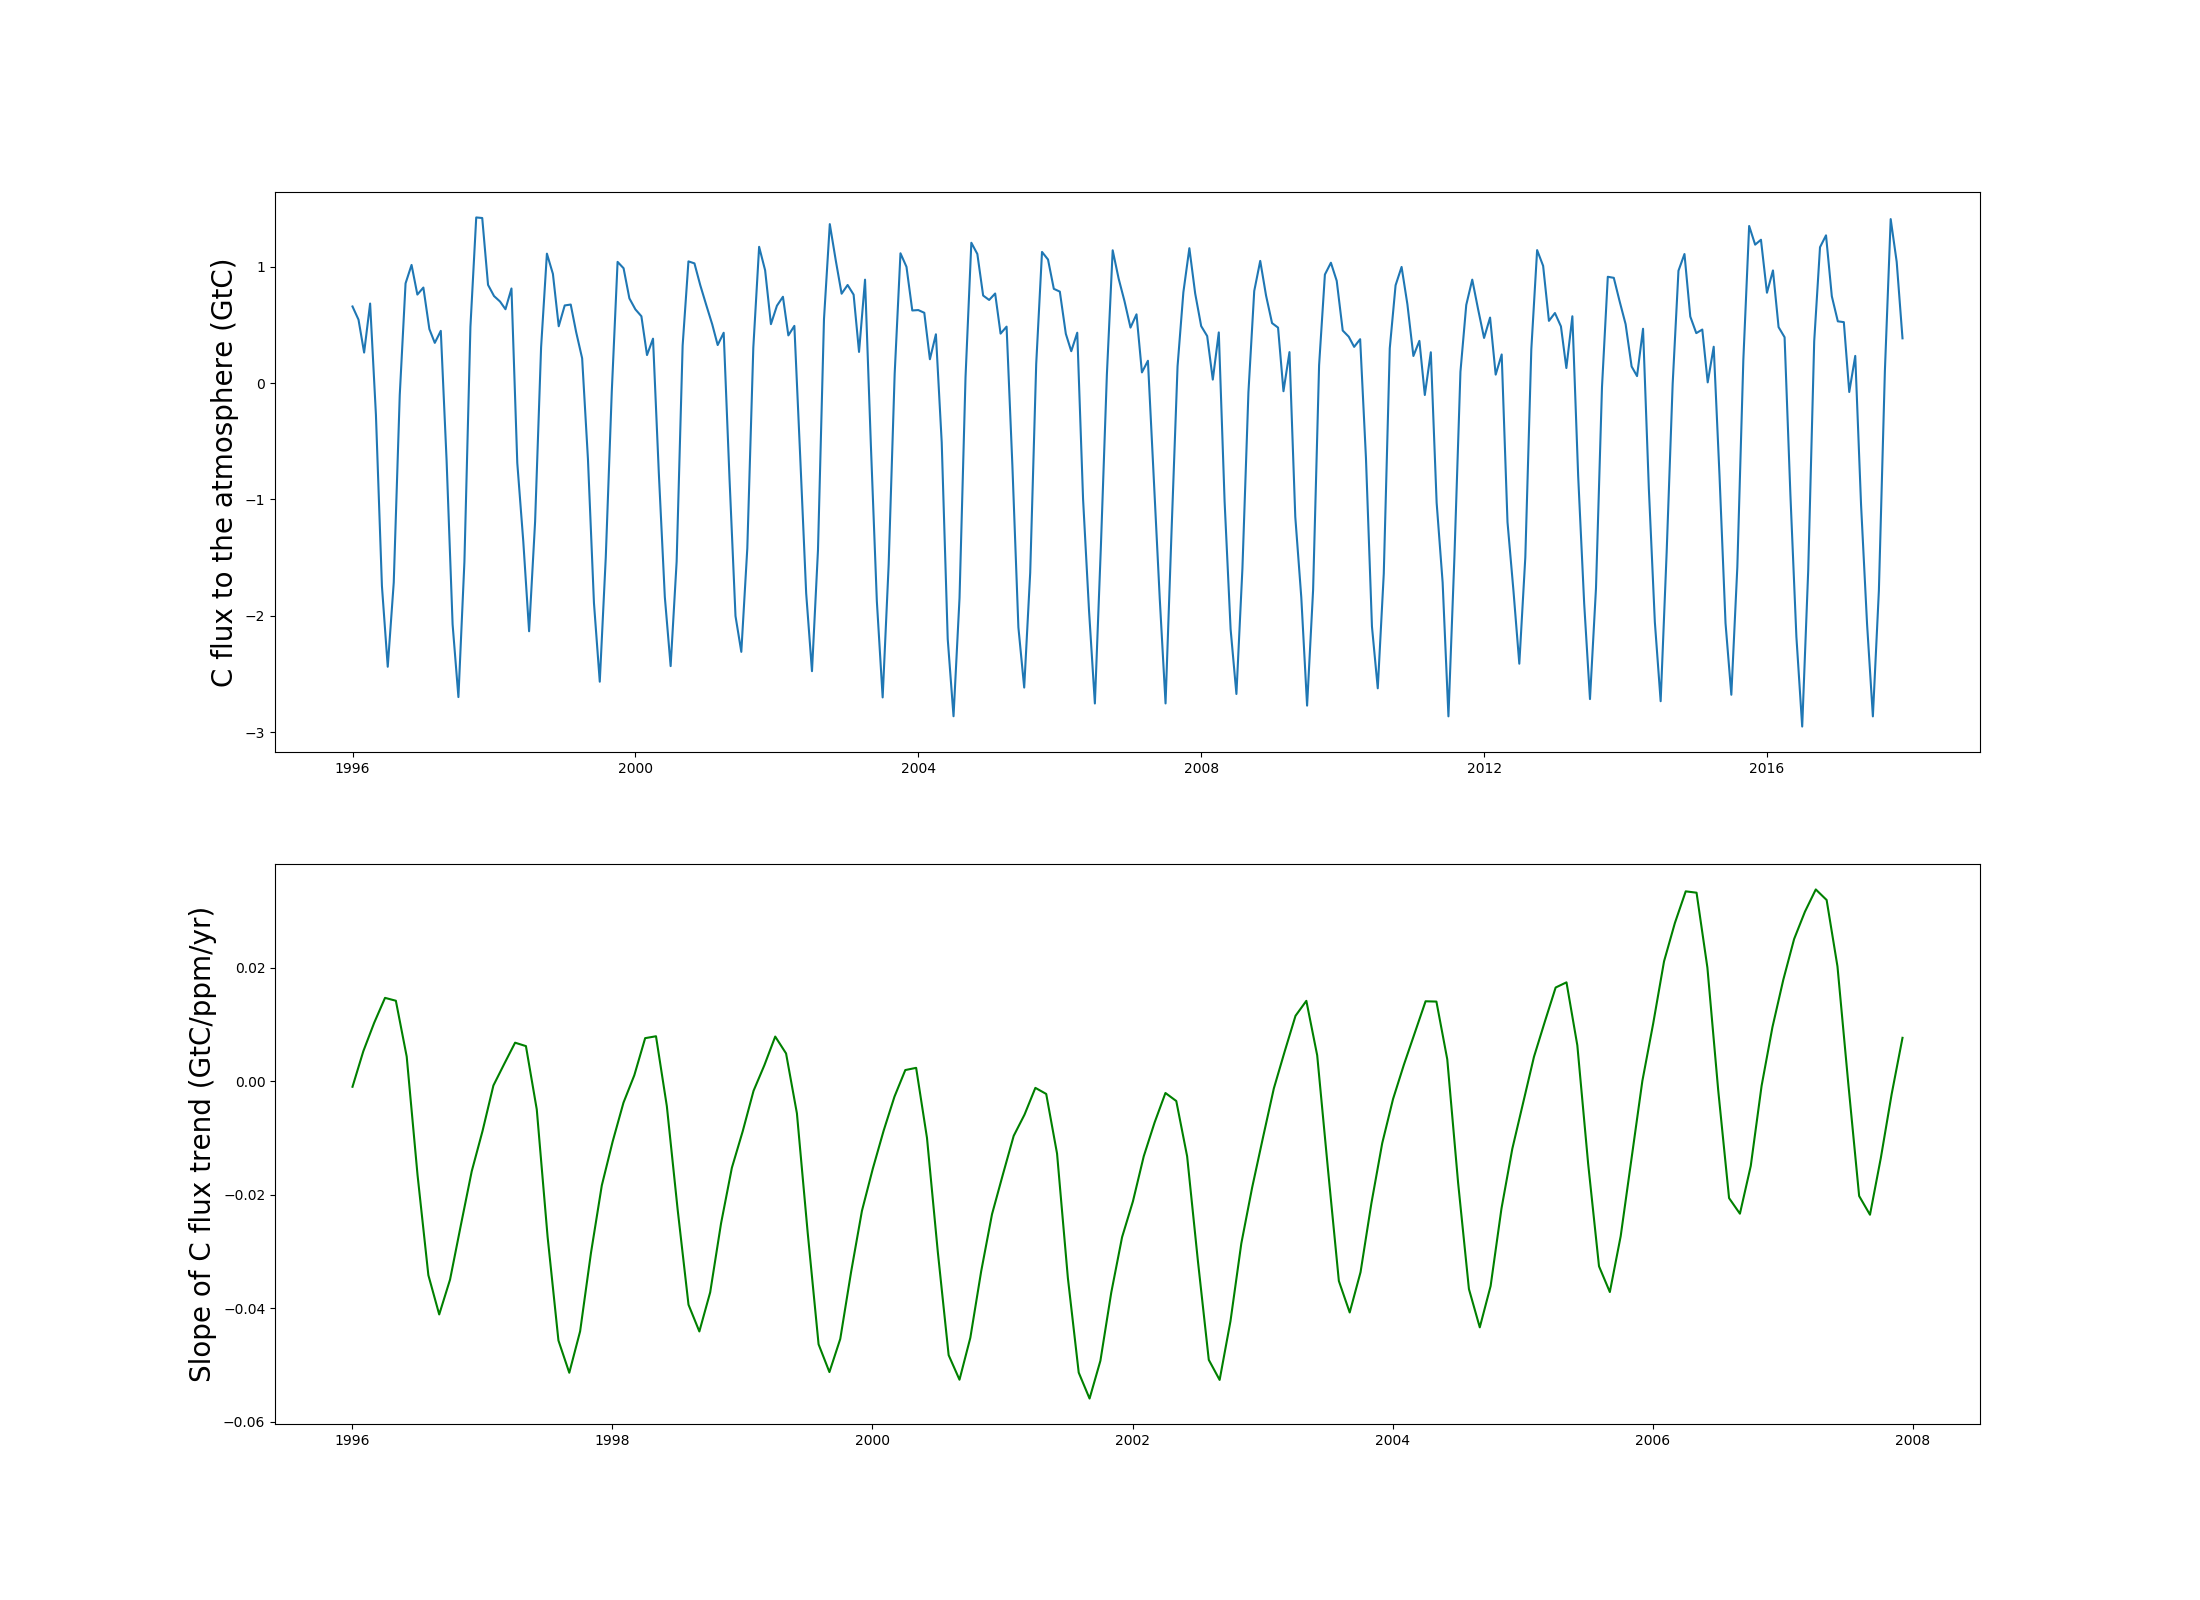 C flux to the atmosphere (GtC)
1
0
−1
−2
−3
1996 2000 2004 2008 2012 2016
Slope of C flux trend (GtC/ppm/yr)
0.02
0.00
−0.02
−0.04
−0.06
1996 1998 2000 2002 2004 2006 2008